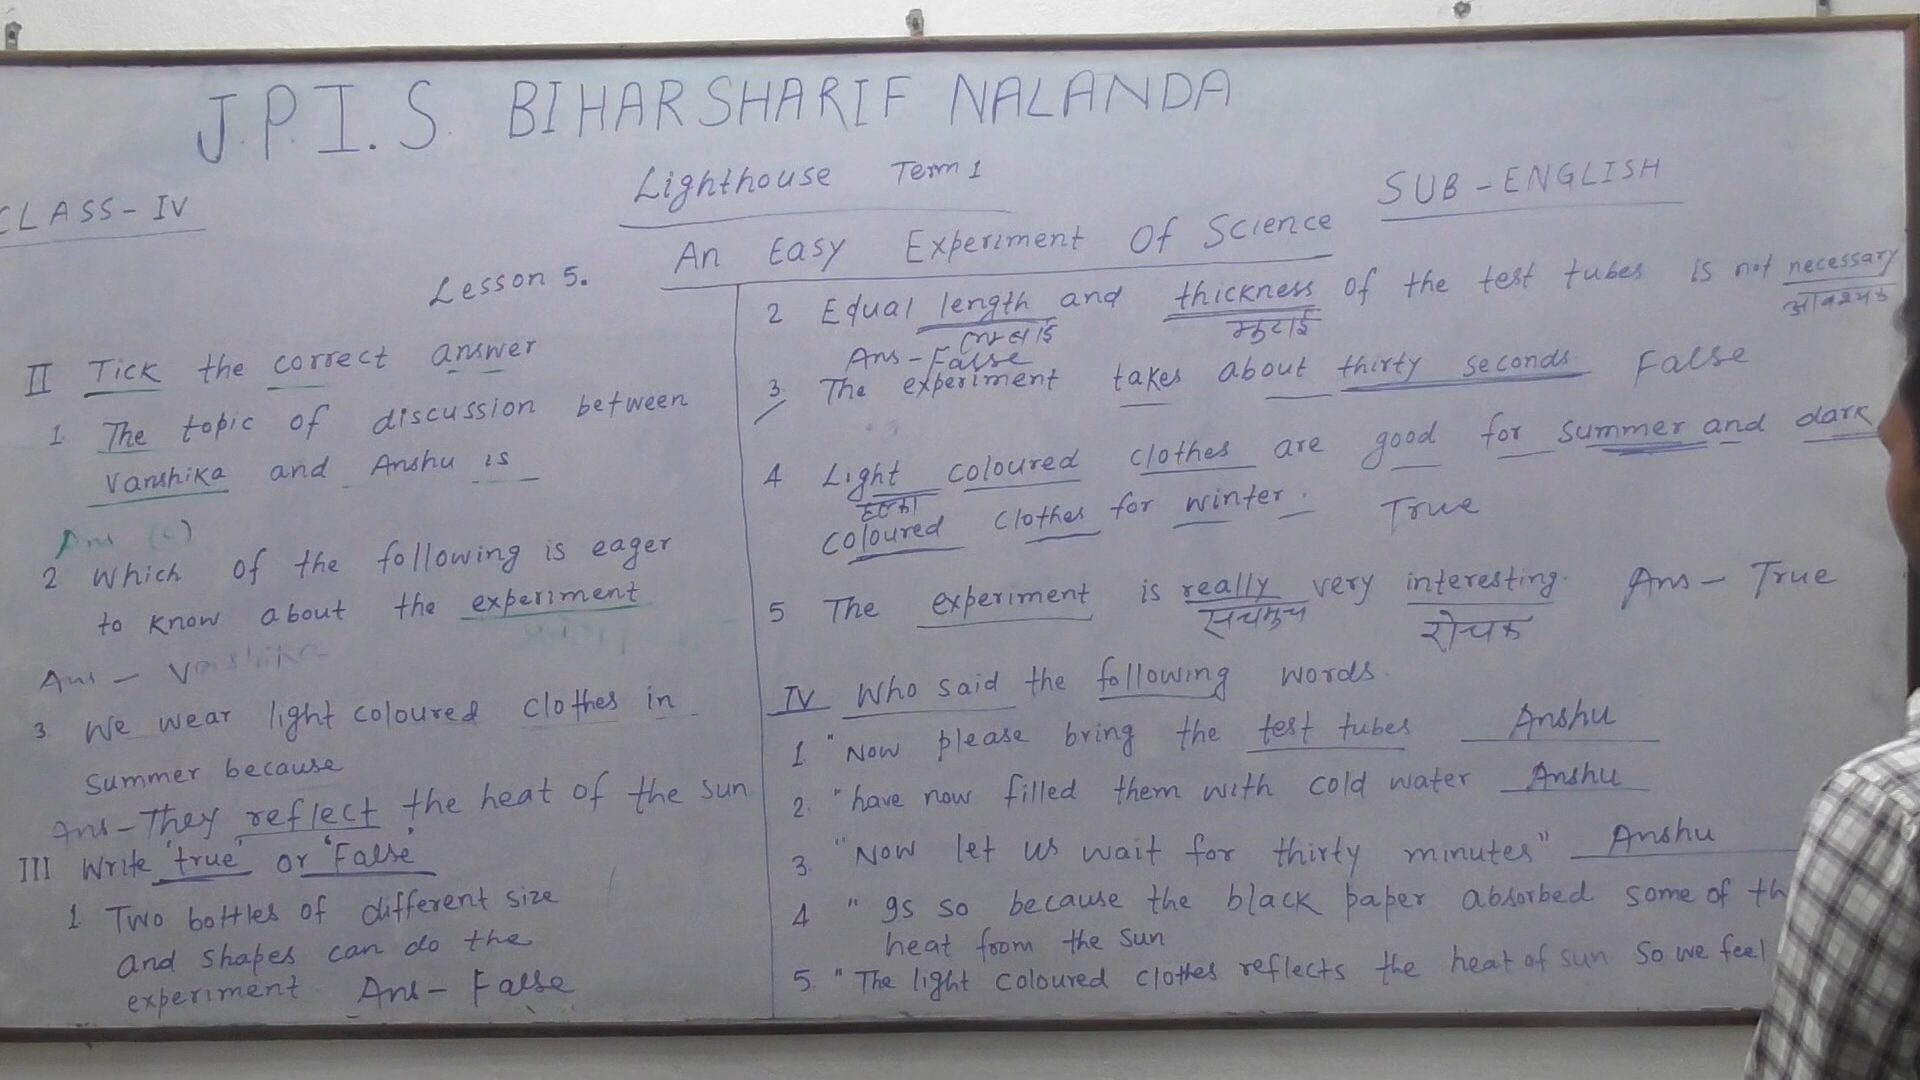 J.P.I.S. BIHARSHARIF NALANDA
Lighthouse Term 1
CLASS-IV
SUB-ENGLISH
Lesson 5. An Easy Experiment Of Science
II Tick the correct answer
1. The topic of discussion between
Vanshika and Anshu is
Ans (c)
2 Which of the following is eager
to know about the experiment
Ans - Vanshika
3 We wear light coloured clothes in
summer because
Ans-They reflect the heat of the sun
III Write 'true' or 'False'
1. Two bottles of different size
and shapes can do the
experiment Ans- False
2 Equal length and thickness of the test tubes is not necessary
लम्बाई मुटाई आवश्यक
Ans-False
3. The experiment takes about thirty seconds False
4 Light coloured clothes are good for summer and dark
हल्का
coloured clothes for winter. True
5 The experiment is really very interesting. Ans- True
सचमुच रोचक
IV Who said the following words.
1. "Now please bring the test tubes Anshu
2. "have now filled them with cold water Anshu
3. "Now let us wait for thirty minutes" Anshu
4 "gs so because the black paper absorbed some of th
heat from the sun
5. "The light coloured clothes reflects the heat of sun so we feel